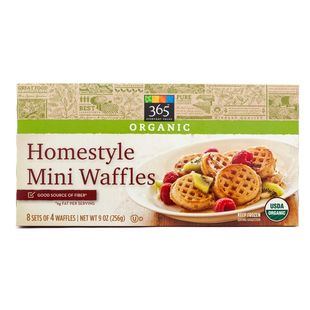 365
EVERYDAY VALUE
ORGANIC
Homestyle
Mini Waffles
GOOD SOURCE OF FIBER*
8 SETS OF 4 WAFFLES | NET WT 9 OZ (256g) U D
KEEP FROZEN
USDA
ORGANIC